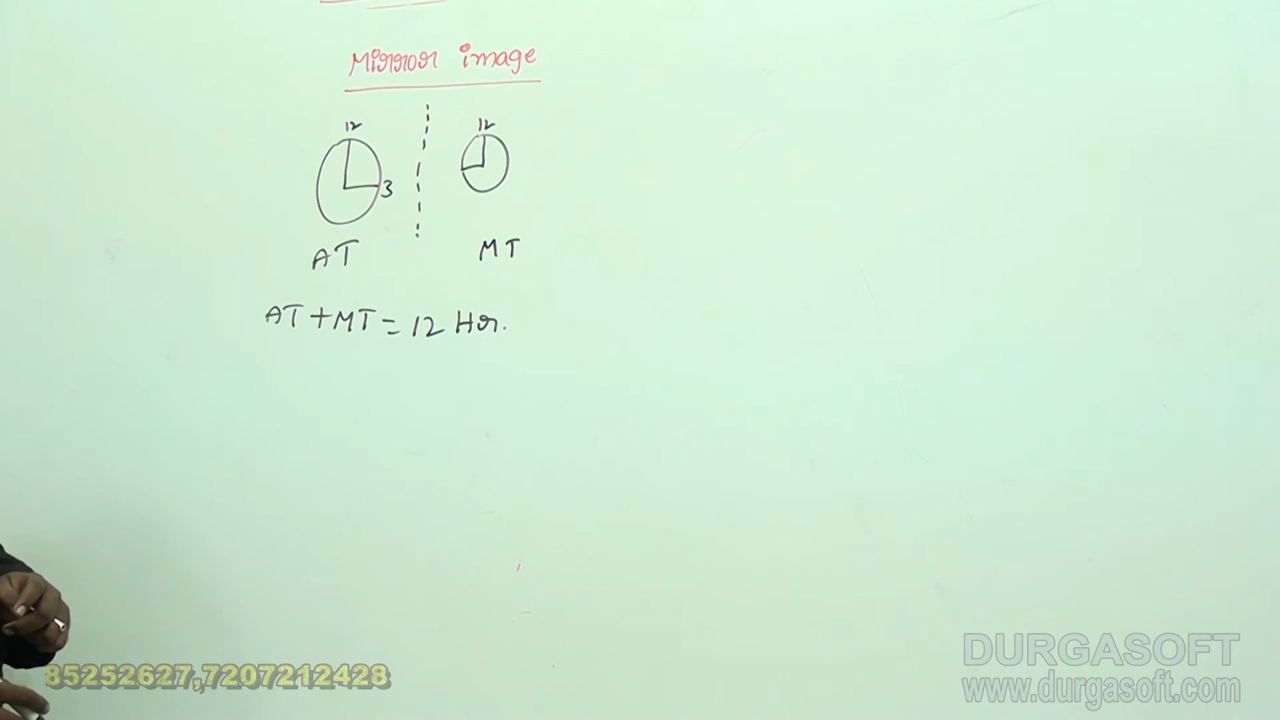 Mirror image
12
12
3
AT
MT
AT + MT = 12 Hr.
85252627,7207212428
DURGASOFT
www.durgasoft.com